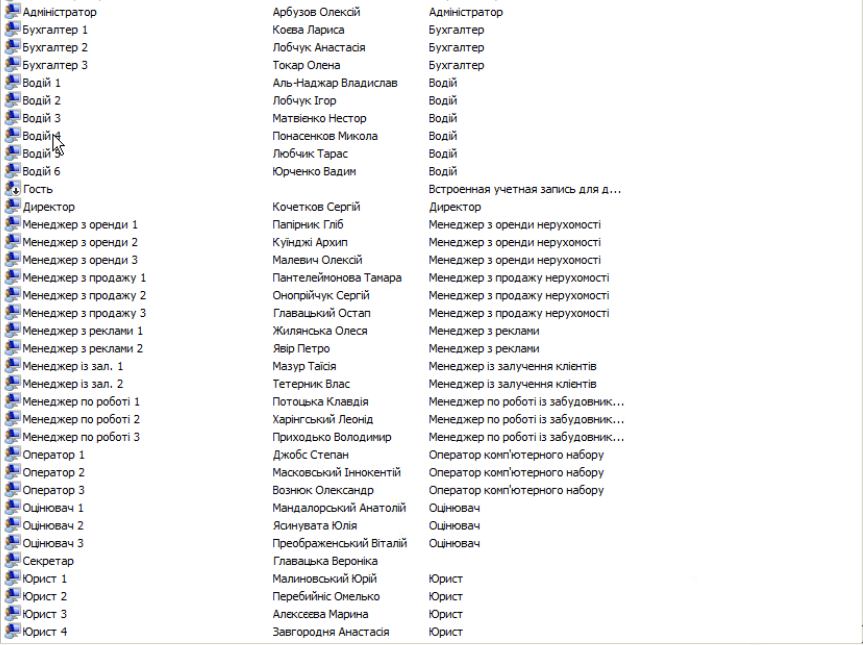 Адміністратор Арбузов Олексій Адміністратор
Бухгалтер 1 Коєва Лариса Бухгалтер
Бухгалтер 2 Лобчук Анастасія Бухгалтер
Бухгалтер 3 Токар Олена Бухгалтер
Водій 1 Аль-Наджар Владислав Водій
Водій 2 Лобчук Ігор Водій
Водій 3 Матвієнко Нестор Водій
Водій 4 Понасенков Микола Водій
Водій 5 Любчик Тарас Водій
Водій 6 Юрченко Вадим Водій
Гость Встроенная учетная запись для д...
Директор Кочетков Сергій Директор
Менеджер з оренди 1 Папірник Гліб Менеджер з оренди нерухомості
Менеджер з оренди 2 Куїнджі Архип Менеджер з оренди нерухомості
Менеджер з оренди 3 Малевич Олексій Менеджер з оренди нерухомості
Менеджер з продажу 1 Пантелеймонова Тамара Менеджер з продажу нерухомості
Менеджер з продажу 2 Онопрійчук Сергій Менеджер з продажу нерухомості
Менеджер з продажу 3 Главацький Остап Менеджер з продажу нерухомості
Менеджер з реклами 1 Жилянська Олеся Менеджер з реклами
Менеджер з реклами 2 Явір Петро Менеджер з реклами
Менеджер із зал. 1 Мазур Таїсія Менеджер із залучення клієнтів
Менеджер із зал. 2 Тетерник Влас Менеджер із залучення клієнтів
Менеджер по роботі 1 Потоцька Клавдія Менеджер по роботі із забудовник...
Менеджер по роботі 2 Харінгський Леонід Менеджер по роботі із забудовник...
Менеджер по роботі 3 Приходько Володимир Менеджер по роботі із забудовник...
Оператор 1 Джобс Степан Оператор комп'ютерного набору
Оператор 2 Масковський Іннокентій Оператор комп'ютерного набору
Оператор 3 Вознюк Олександр Оператор комп'ютерного набору
Оцінювач 1 Мандалорський Анатолій Оцінювач
Оцінювач 2 Ясинувата Юлія Оцінювач
Оцінювач 3 Преображенський Віталій Оцінювач
Секретар Главацька Вероніка
Юрист 1 Малиновський Юрій Юрист
Юрист 2 Перебийніс Омелько Юрист
Юрист 3 Алексєєва Марина Юрист
Юрист 4 Завгородня Анастасія Юрист